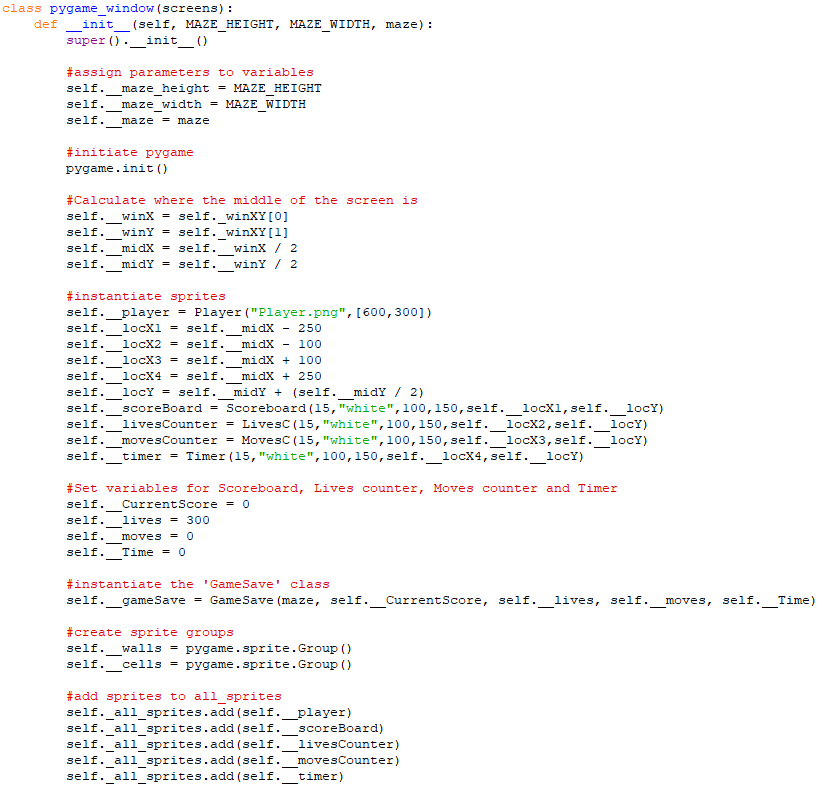 class pygame_window(screens):
    def __init__(self, MAZE_HEIGHT, MAZE_WIDTH, maze):
        super().__init__()

        #assign parameters to variables
        self.__maze_height = MAZE_HEIGHT
        self.__maze_width = MAZE_WIDTH
        self.__maze = maze

        #initiate pygame
        pygame.init()

        #Calculate where the middle of the screen is
        self.__winX = self._winXY[0]
        self.__winY = self._winXY[1]
        self.__midX = self.__winX / 2
        self.__midY = self.__winY / 2

        #instantiate sprites
        self.__player = Player("Player.png",[600,300])
        self.__locX1 = self.__midX - 250
        self.__locX2 = self.__midX - 100
        self.__locX3 = self.__midX + 100
        self.__locX4 = self.__midX + 250
        self.__locY = self.__midY + (self.__midY / 2)
        self.__scoreBoard = Scoreboard(15,"white",100,150,self.__locX1,self.__locY)
        self.__livesCounter = LivesC(15,"white",100,150,self.__locX2,self.__locY)
        self.__movesCounter = MovesC(15,"white",100,150,self.__locX3,self.__locY)
        self.__timer = Timer(15,"white",100,150,self.__locX4,self.__locY)

        #Set variables for Scoreboard, Lives counter, Moves counter and Timer
        self.__CurrentScore = 0
        self.__lives = 300
        self.__moves = 0
        self.__Time = 0

        #instantiate the 'GameSave' class
        self.__gameSave = GameSave(maze, self.__CurrentScore, self.__lives, self.__moves, self.__Time)

        #create sprite groups
        self.__walls = pygame.sprite.Group()
        self.__cells = pygame.sprite.Group()

        #add sprites to all_sprites
        self._all_sprites.add(self.__player)
        self._all_sprites.add(self.__scoreBoard)
        self._all_sprites.add(self.__livesCounter)
        self._all_sprites.add(self.__movesCounter)
        self._all_sprites.add(self.__timer)